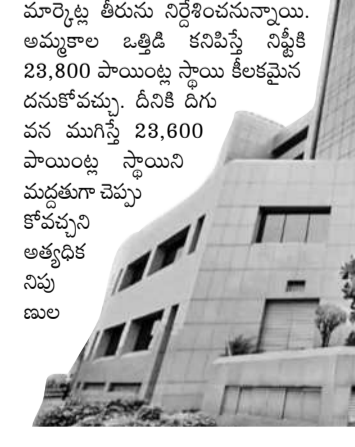 మార్కెట్ల తీరును నిర్దేశించనున్నాయి.
అమ్మకాల ఒత్తిడి కనిపిస్తే నిఫ్టీకి
23,800 పాయింట్ల స్థాయి కీలకమైన
దనుకోవచ్చు. దీనికి దిగు
వన ముగిస్తే 23,600
పాయింట్ల స్థాయిని
మద్దతుగా చెప్పు
కోవచ్చని
అత్యధిక
నిపు
ణుల